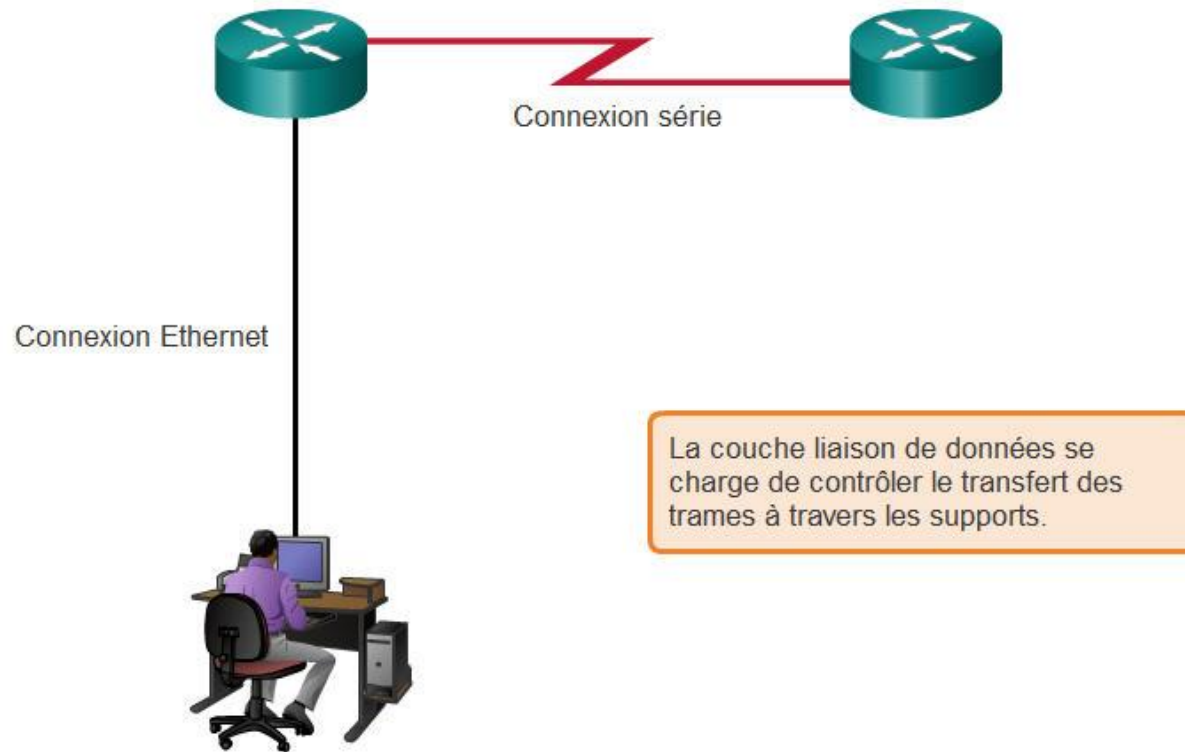 Connexion série
Connexion Ethernet
La couche liaison de données se
charge de contrôler le transfert des
trames à travers les supports.